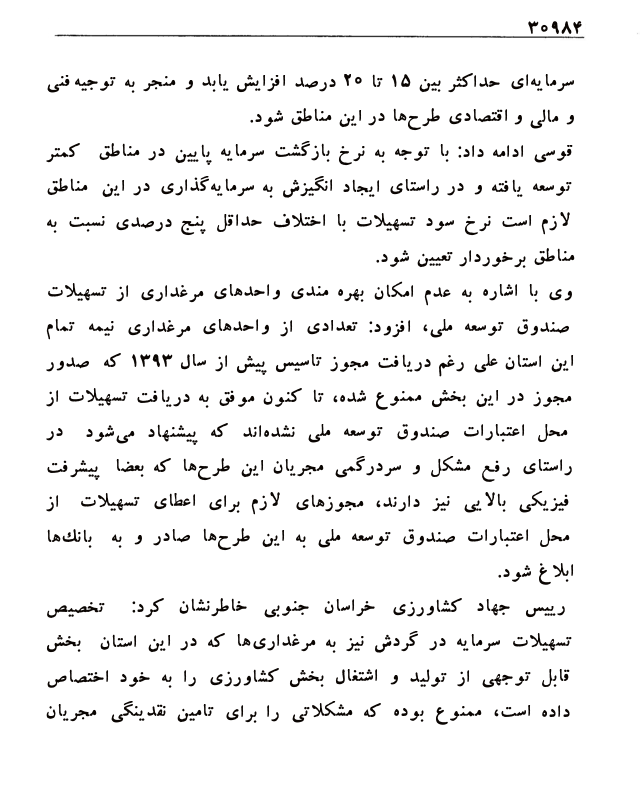 ۳۰۹۸۴
سرمایه‌ای حداکثر بین ۱۵ تا ۲۰ درصد افزایش یابد و منجر به توجیه فنی
و مالی و اقتصادی طرح‌ها در این مناطق شود.
قوسی ادامه داد: با توجه به نرخ بازگشت سرمایه پایین در مناطق کمتر
توسعه یافته و در راستای ایجاد انگیزش به سرمایه‌گذاری در این مناطق
لازم است نرخ سود تسهیلات با اختلاف حداقل پنج درصدی نسبت به
مناطق برخوردار تعیین شود.
وی با اشاره به عدم امکان بهره مندی واحدهای مرغداری از تسهیلات
صندوق توسعه ملی، افزود: تعدادی از واحدهای مرغداری نیمه تمام
این استان علی رغم دریافت مجوز تاسیس پیش از سال ۱۳۹۳ که صدور
مجوز در این بخش ممنوع شده، تا کنون موفق به دریافت تسهیلات از
محل اعتبارات صندوق توسعه ملی نشده‌اند که پیشنهاد می‌شود در
راستای رفع مشکل و سردرگمی مجریان این طرح‌ها که بعضا پیشرفت
فیزیکی بالایی نیز دارند، مجوزهای لازم برای اعطای تسهیلات از
محل اعتبارات صندوق توسعه ملی به این طرح‌ها صادر و به بانك‌ها
ابلاغ شود.
رییس جهاد کشاورزی خراسان جنوبی خاطرنشان کرد: تخصیص
تسهیلات سرمایه در گردش نیز به مرغداری‌ها که در این استان بخش
قابل توجهی از تولید و اشتغال بخش کشاورزی را به خود اختصاص
داده است، ممنوع بوده که مشکلاتی را برای تامین نقدینگی مجریان